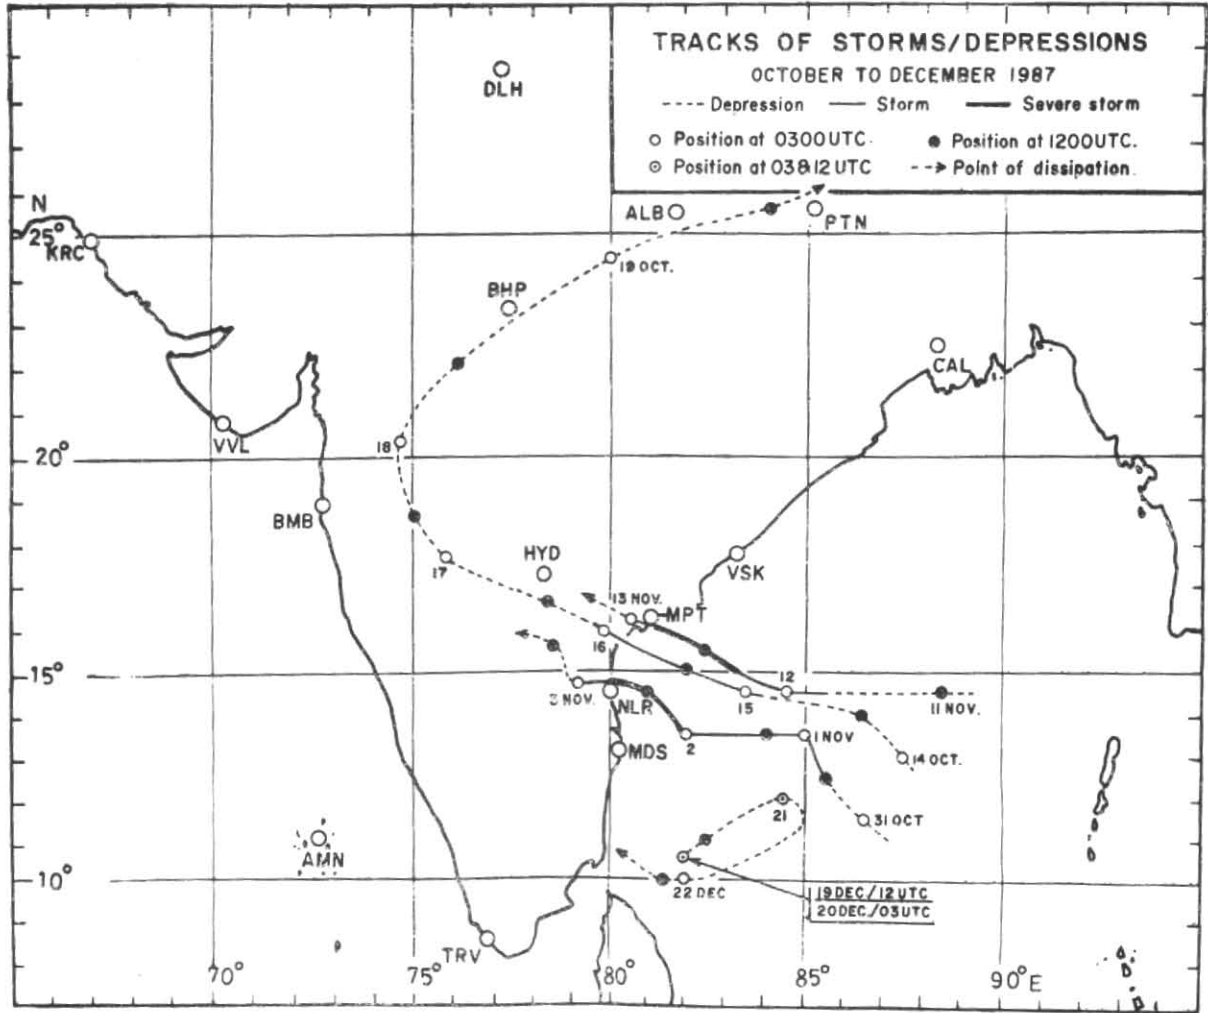 TRACKS OF STORMS/DEPRESSIONS
OCTOBER TO DECEMBER 1987
Depression Storm Severe storm
Position at 0300UTC. Position at 1200UTC.
Position at 03&12 UTC Point of dissipation.
DLH
N
25°
KRC
ALB
PTN
19 OCT.
BHP
CAL
VVL
18
20°
BMB
17
HYD
VSK
13 NOV.
MPT
16
15°
12
3 NOV.
NLR
15
11 NOV.
MDS
2
1 NOV
14 OCT.
21
31 OCT
AMN
10°
22 DEC
19 DEC/12 UTC
20DEC/03UTC
TRV
70° 75° 80° 85° 90°E